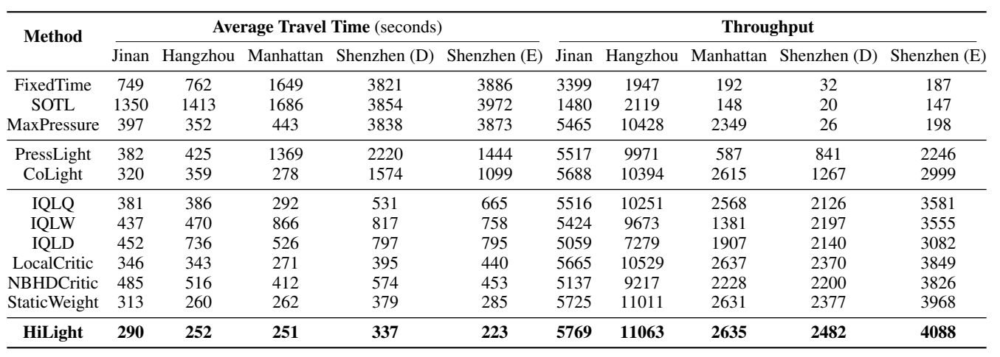 Method Average Travel Time (seconds) Throughput
Jinan Hangzhou Manhattan Shenzhen (D) Shenzhen (E) Jinan Hangzhou Manhattan Shenzhen (D) Shenzhen (E)
FixedTime 749 762 1649 3821 3886 3399 1947 192 32 187
SOTL 1350 1413 1686 3854 3972 1480 2119 148 20 147
MaxPressure 397 352 443 3838 3873 5465 10428 2349 26 198
PressLight 382 425 1369 2220 1444 5517 9971 587 841 2246
CoLight 320 359 278 1574 1099 5688 10394 2615 1267 2999
IQLQ 381 386 292 531 665 5516 10251 2568 2126 3581
IQLW 437 470 866 817 758 5424 9673 1381 2197 3555
IQLD 452 736 526 797 795 5059 7279 1907 2140 3082
LocalCritic 346 343 271 395 440 5665 10529 2637 2370 3849
NBHDCritic 485 516 412 574 453 5137 9217 2228 2200 3826
StaticWeight 313 260 262 379 285 5725 11011 2631 2377 3968
HiLight 290 252 251 337 223 5769 11063 2635 2482 4088